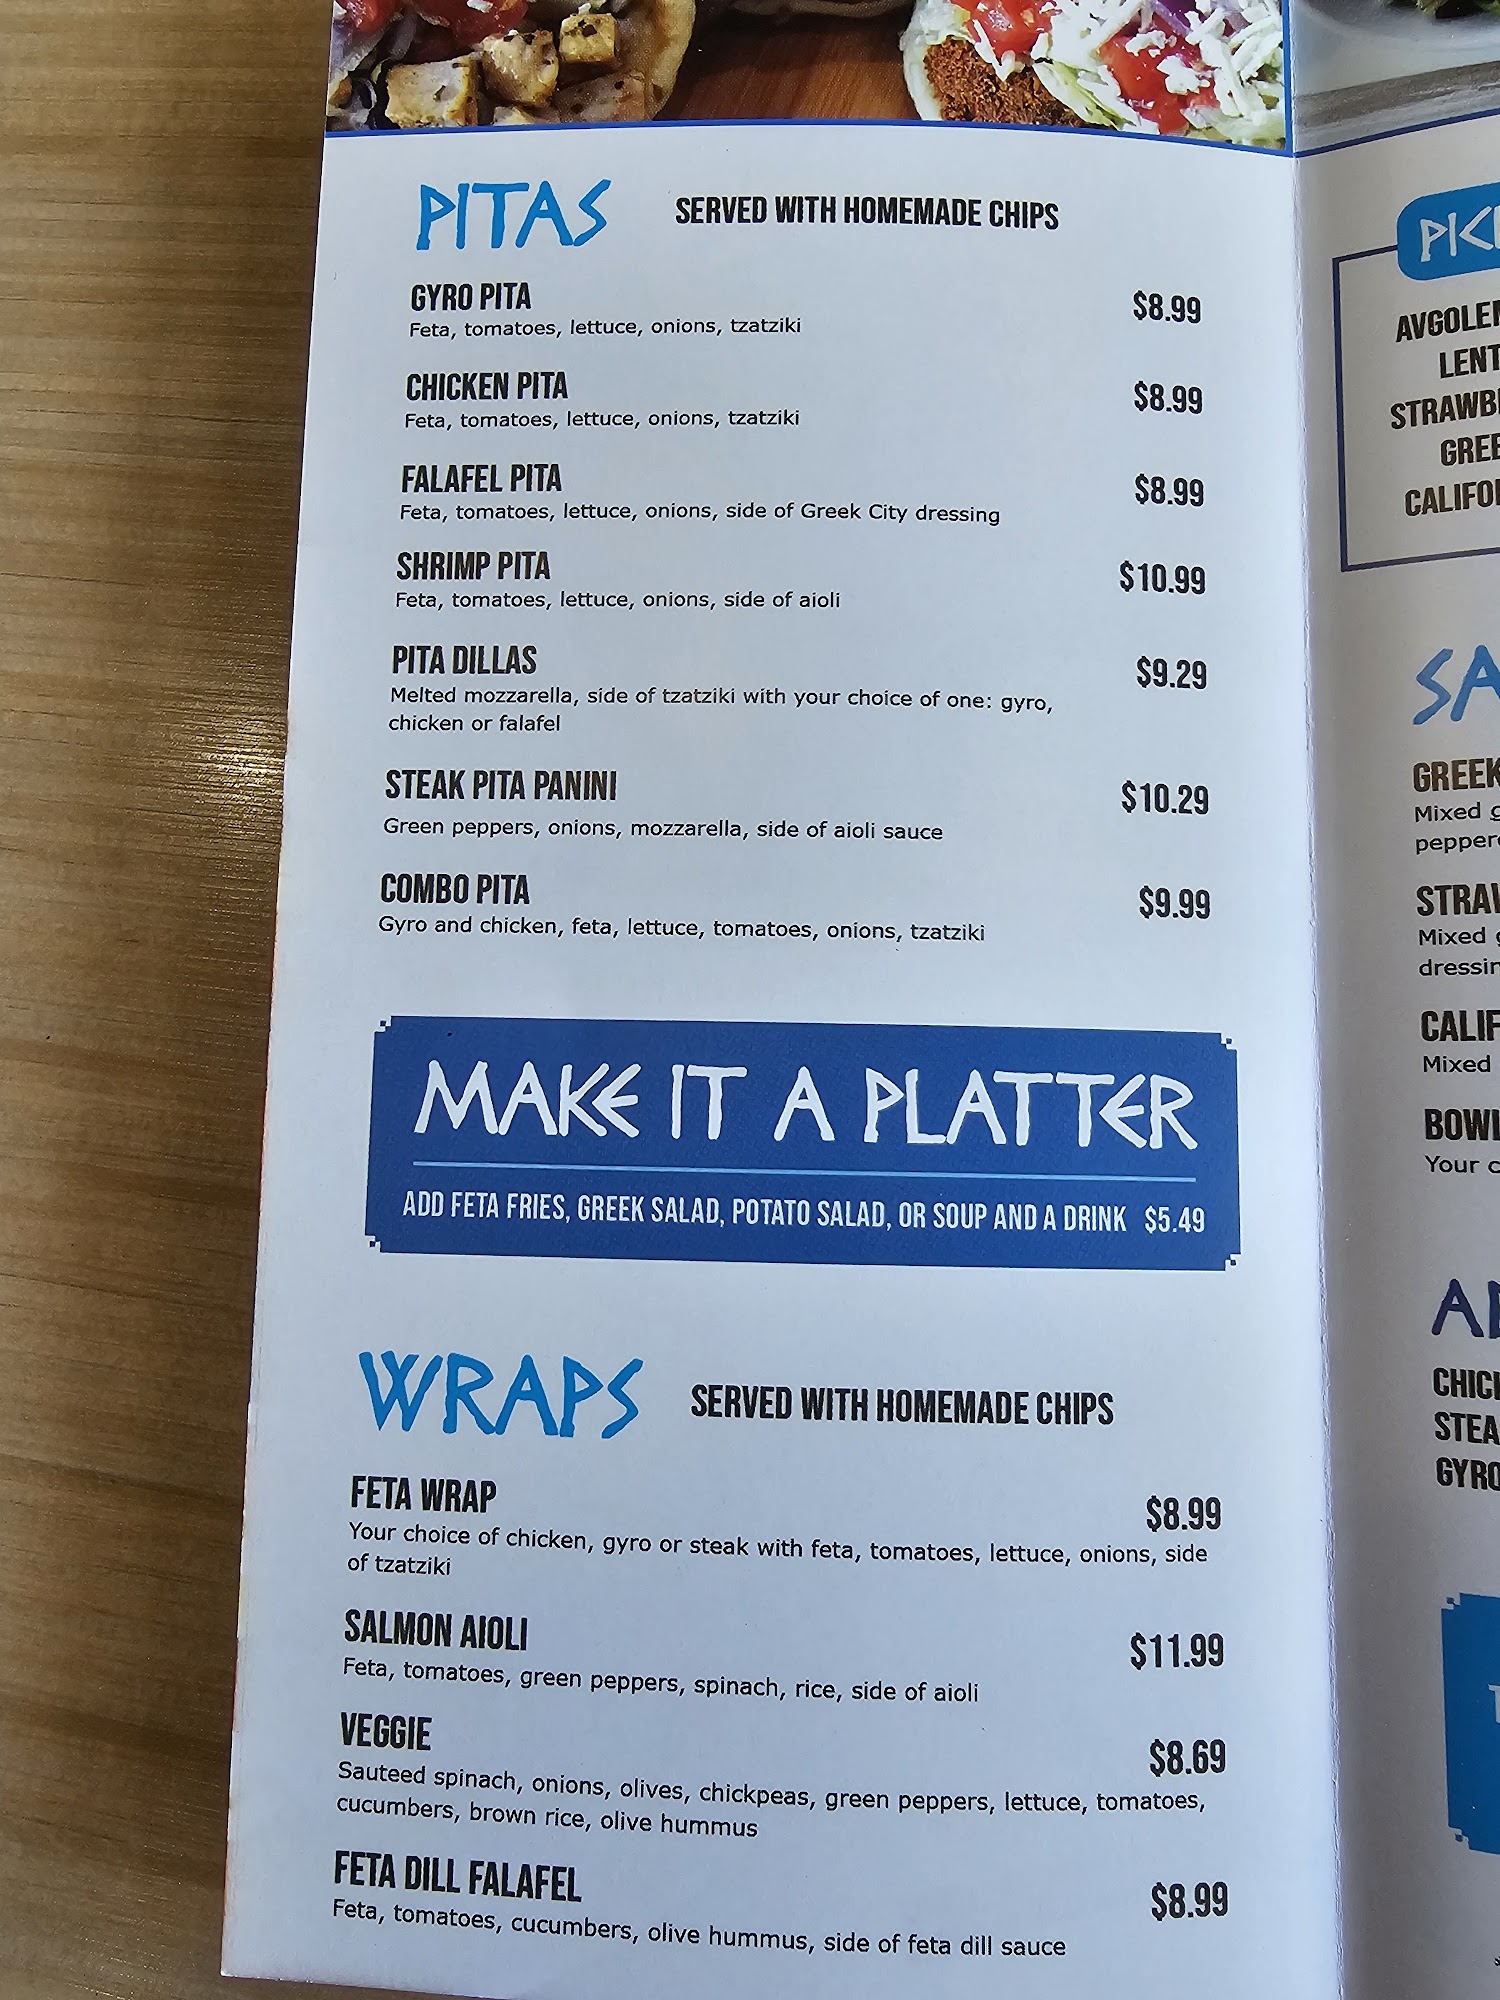 PITAS SERVED WITH HOMEMADE CHIPS
GYRO PITA $8.99
Feta, tomatoes, lettuce, onions, tzatziki
CHICKEN PITA $8.99
Feta, tomatoes, lettuce, onions, tzatziki
FALAFEL PITA $8.99
Feta, tomatoes, lettuce, onions, side of Greek City dressing
SHRIMP PITA $10.99
Feta, tomatoes, lettuce, onions, side of aioli
PITA DILLAS $9.29
Melted mozzarella, side of tzatziki with your choice of one: gyro,
chicken or falafel
STEAK PITA PANINI $10.29
Green peppers, onions, mozzarella, side of aioli sauce
COMBO PITA $9.99
Gyro and chicken, feta, lettuce, tomatoes, onions, tzatziki
MAKE IT A PLATTER
ADD FETA FRIES, GREEK SALAD, POTATO SALAD, OR SOUP AND A DRINK $5.49
WRAPS SERVED WITH HOMEMADE CHIPS
FETA WRAP $8.99
Your choice of chicken, gyro or steak with feta, tomatoes, lettuce, onions, side
of tzatziki
SALMON AIOLI $11.99
Feta, tomatoes, green peppers, spinach, rice, side of aioli
VEGGIE $8.69
Sauteed spinach, onions, olives, chickpeas, green peppers, lettuce, tomatoes,
cucumbers, brown rice, olive hummus
FETA DILL FALAFEL $8.99
Feta, tomatoes, cucumbers, olive hummus, side of feta dill sauce
GREEK
Mixed
Mixed
Mixed
Your
GYRO